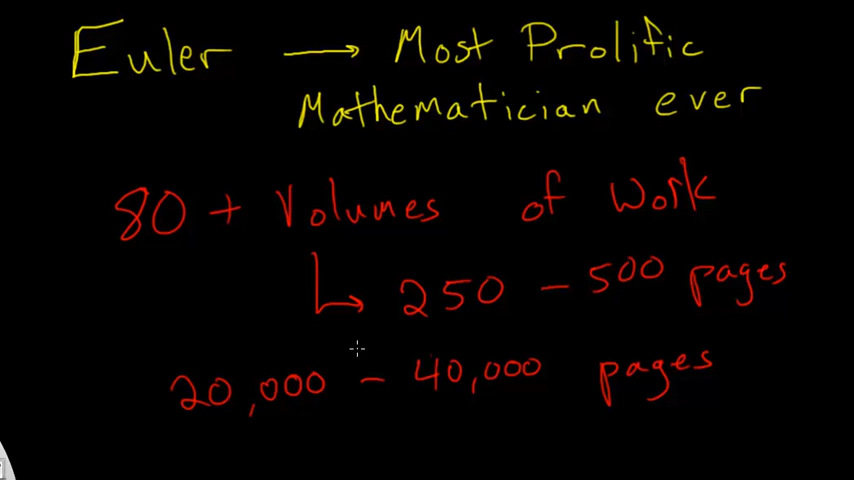 Euler → Most Prolific
Mathematician ever
80 + Volumes of Work
↳ 250 - 500 pages
20,000 - 40,000 pages